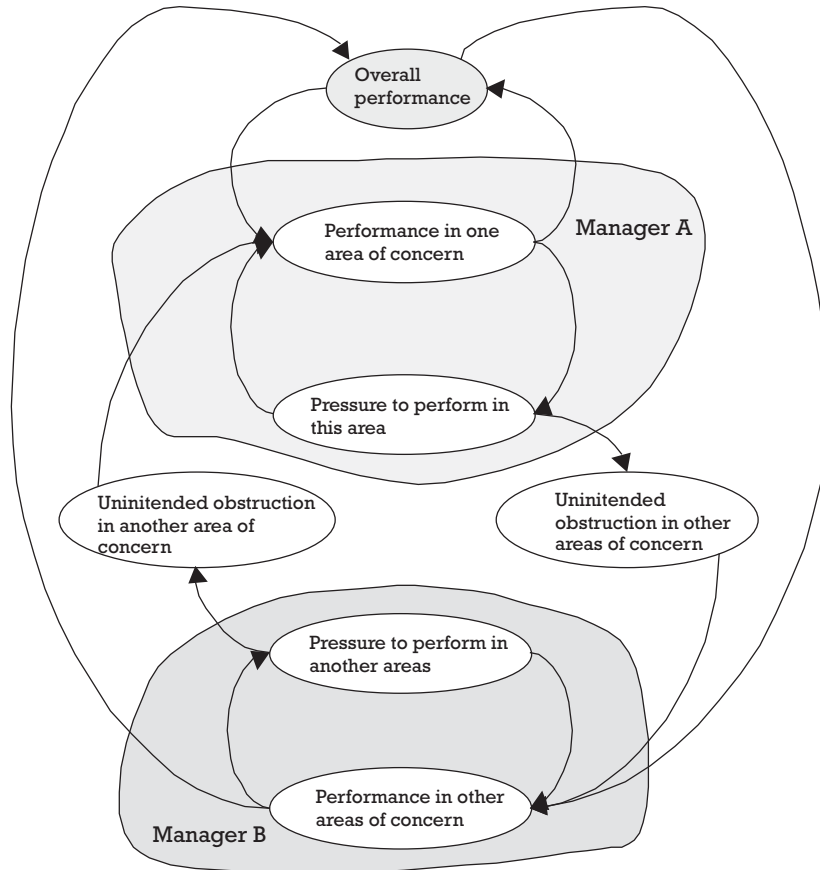 Overall
performance
Performance in one
area of concern
Manager A
Pressure to perform in
this area
Uninitended obstruction
in another area of
concern
Uninitended
obstruction in other
areas of concern
Pressure to perform in
another areas
Performance in other
areas of concern
Manager B